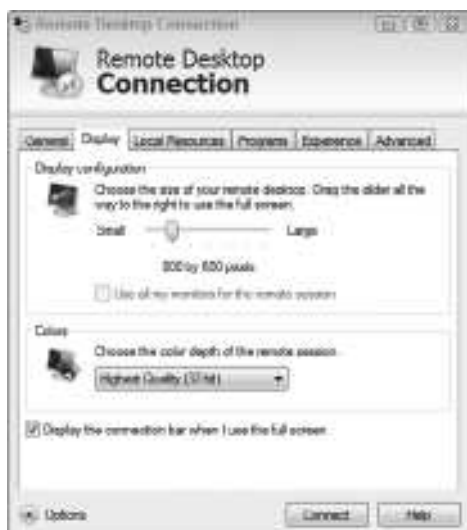 Remote Desktop Connection
Remote Desktop
Connection
General Display Local Resources Programs Experience Advanced
Display configuration
Choose the size of your remote desktop. Drag the slider all the
way to the right to use the full screen.
Small Large
800 by 600 pixels
Use all my monitors for the remote session
Colors
Choose the color depth of the remote session.
Highest Quality (32 bit)
Display the connection bar when I use the full screen
Options Connect Help